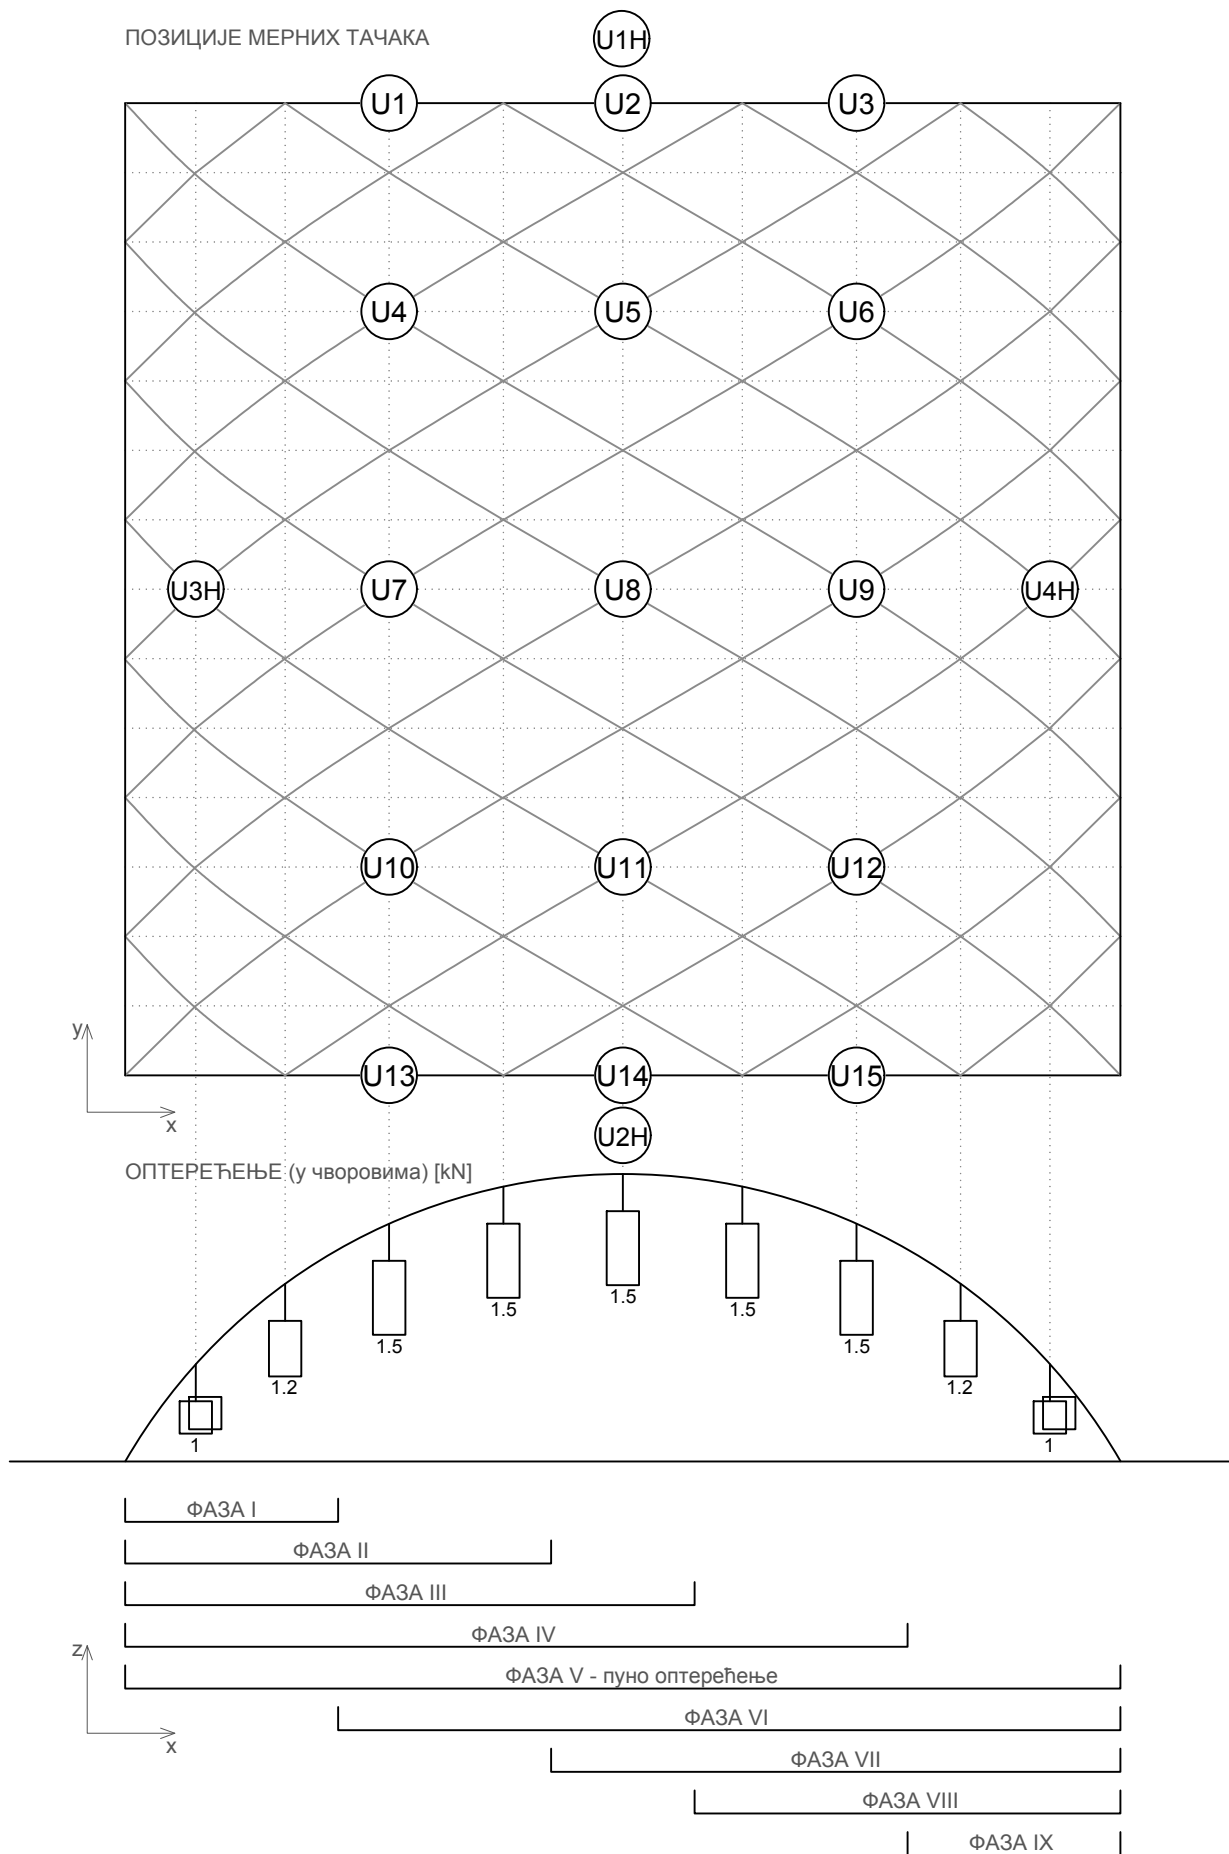 ПОЗИЦИЈЕ МЕРНИХ ТАЧАКА
U1H
U1
U2
U3
U4
U5
U6
U3H
U7
U8
U9
U4H
U10
U11
U12
y
x
U13
U14
U15
U2H
ОПТЕРЕЋЕЊЕ (у чворовима) [kN]
1
1.2
1.5
1.5
1.5
1.5
1.5
1.2
1
ФАЗА I
ФАЗА II
ФАЗА III
ФАЗА IV
z
x
ФАЗА V - пуно оптерећење
ФАЗА VI
ФАЗА VII
ФАЗА VIII
ФАЗА IX